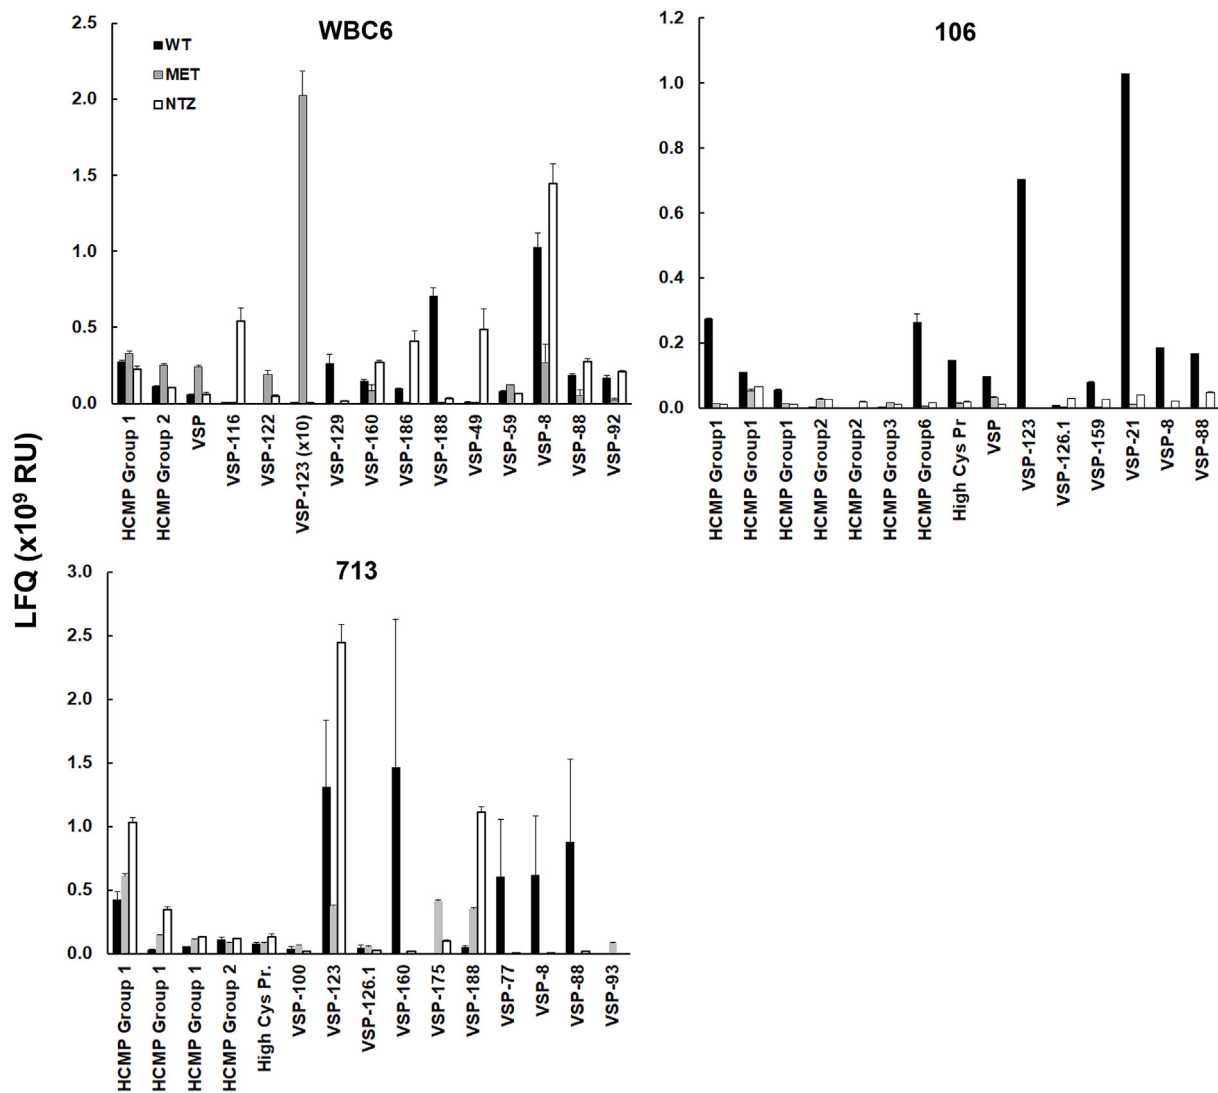 LFQ (x10⁹ RU)
WBC6
2.5
2.0
1.5
1.0
0.5
0.0
WT
MET
NTZ
HCMP Group 1
HCMP Group 2
VSP
VSP-116
VSP-122
VSP-123 (x10)
VSP-129
VSP-160
VSP-186
VSP-188
VSP-49
VSP-59
VSP-8
VSP-88
VSP-92
106
1.2
1.0
0.8
0.6
0.4
0.2
0.0
HCMP Group1
HCMP Group1
HCMP Group1
HCMP Group2
HCMP Group2
HCMP Group3
HCMP Group6
High Cys Pr
VSP
VSP-123
VSP-126.1
VSP-159
VSP-21
VSP-8
VSP-88
713
3.0
2.5
2.0
1.5
1.0
0.5
0.0
HCMP Group 1
HCMP Group 1
HCMP Group 1
HCMP Group 2
High Cys Pr.
VSP-100
VSP-123
VSP-126.1
VSP-160
VSP-175
VSP-188
VSP-77
VSP-8
VSP-88
VSP-93